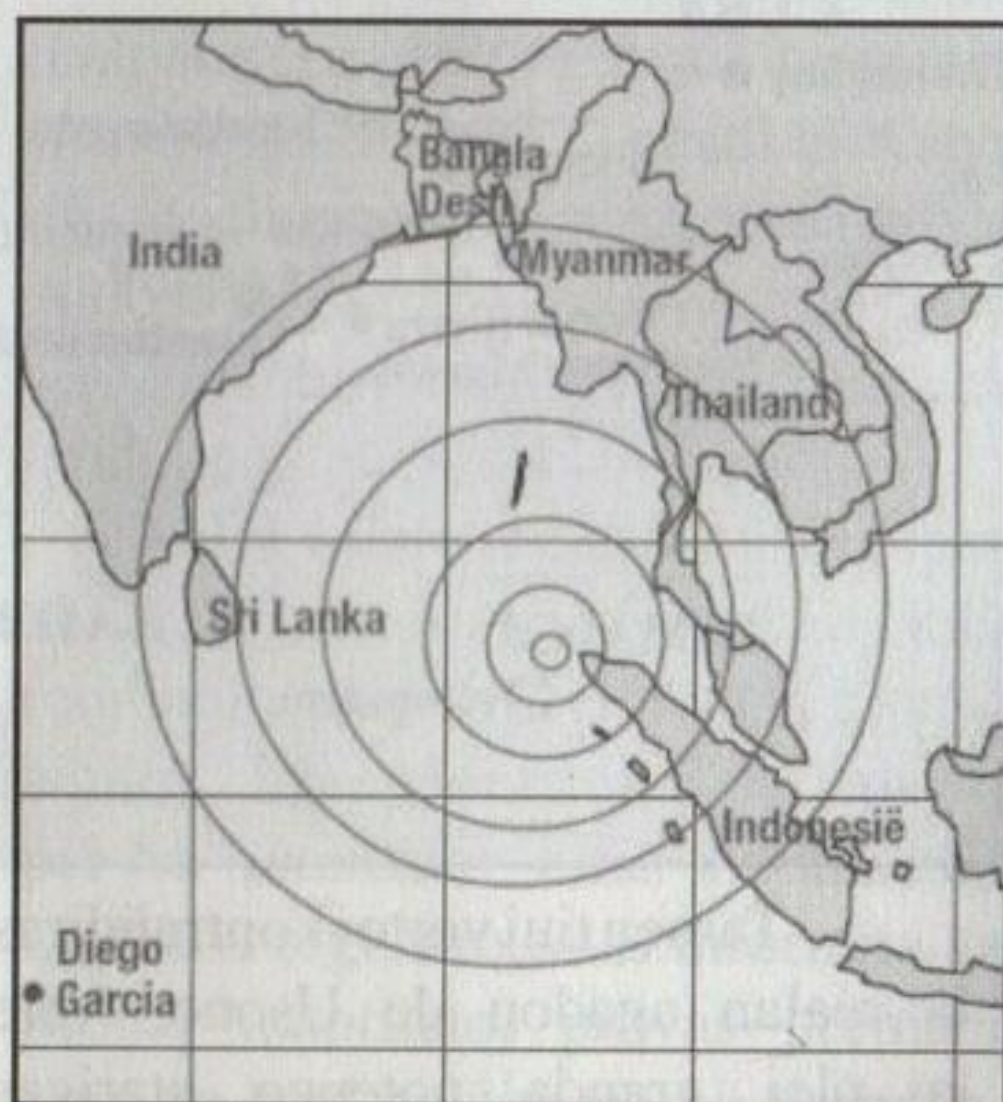 Bangla
Desh
India
Myanmar
Thailand
Sri Lanka
Indonesië
Diego
Garcia